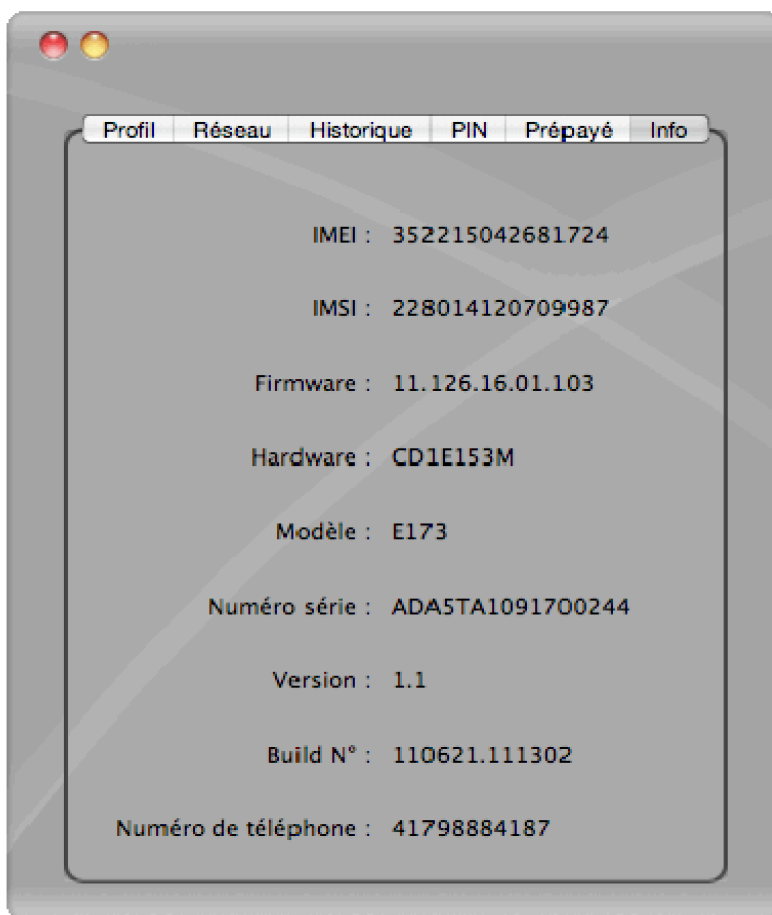 Profil Réseau Historique PIN Prépayé Info
IMEI : 352215042681724
IMSI : 228014120709987
Firmware : 11.126.16.01.103
Hardware : CD1E153M
Modèle : E173
Numéro série : ADA5TA1091700244
Version : 1.1
Build N° : 110621.111302
Numéro de téléphone : 41798884187